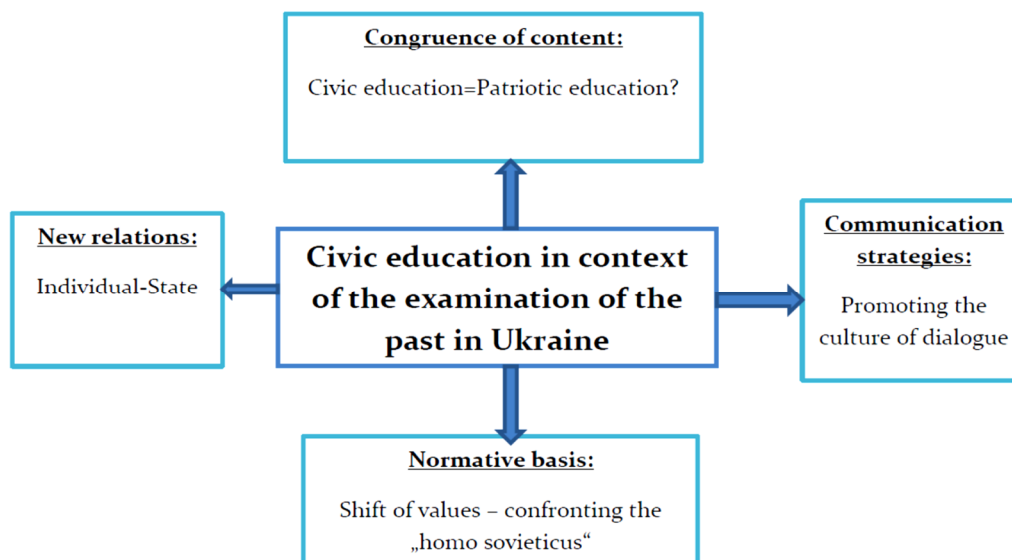 Congruence of content:
Civic education=Patriotic education?
New relations:
Individual-State
Civic education in context
of the examination of the
past in Ukraine
Communication
strategies:
Promoting the
culture of dialogue
Normative basis:
Shift of values – confronting the
„homo sovieticus“